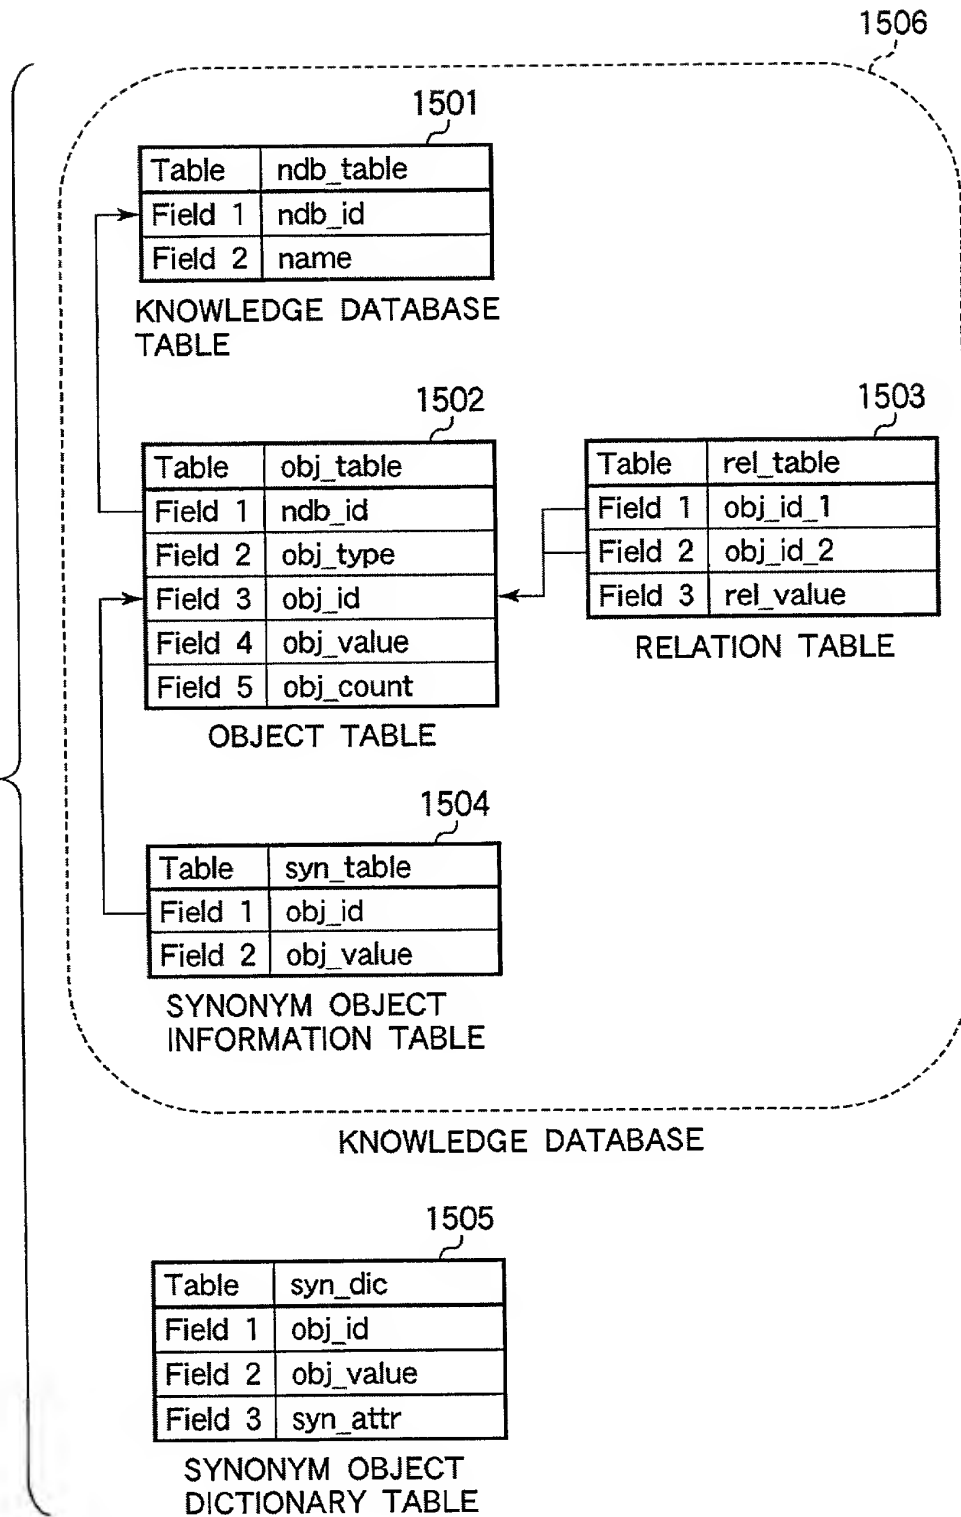 1506
1501
Table ndb_table
Field 1 ndb_id
Field 2 name
KNOWLEDGE DATABASE
TABLE
1502
Table obj_table
Field 1 ndb_id
Field 2 obj_type
Field 3 obj_id
Field 4 obj_value
Field 5 obj_count
OBJECT TABLE
1503
Table rel_table
Field 1 obj_id_1
Field 2 obj_id_2
Field 3 rel_value
RELATION TABLE
1504
Table syn_table
Field 1 obj_id
Field 2 obj_value
SYNONYM OBJECT
INFORMATION TABLE
KNOWLEDGE DATABASE
1505
Table syn_dic
Field 1 obj_id
Field 2 obj_value
Field 3 syn_attr
SYNONYM OBJECT
DICTIONARY TABLE